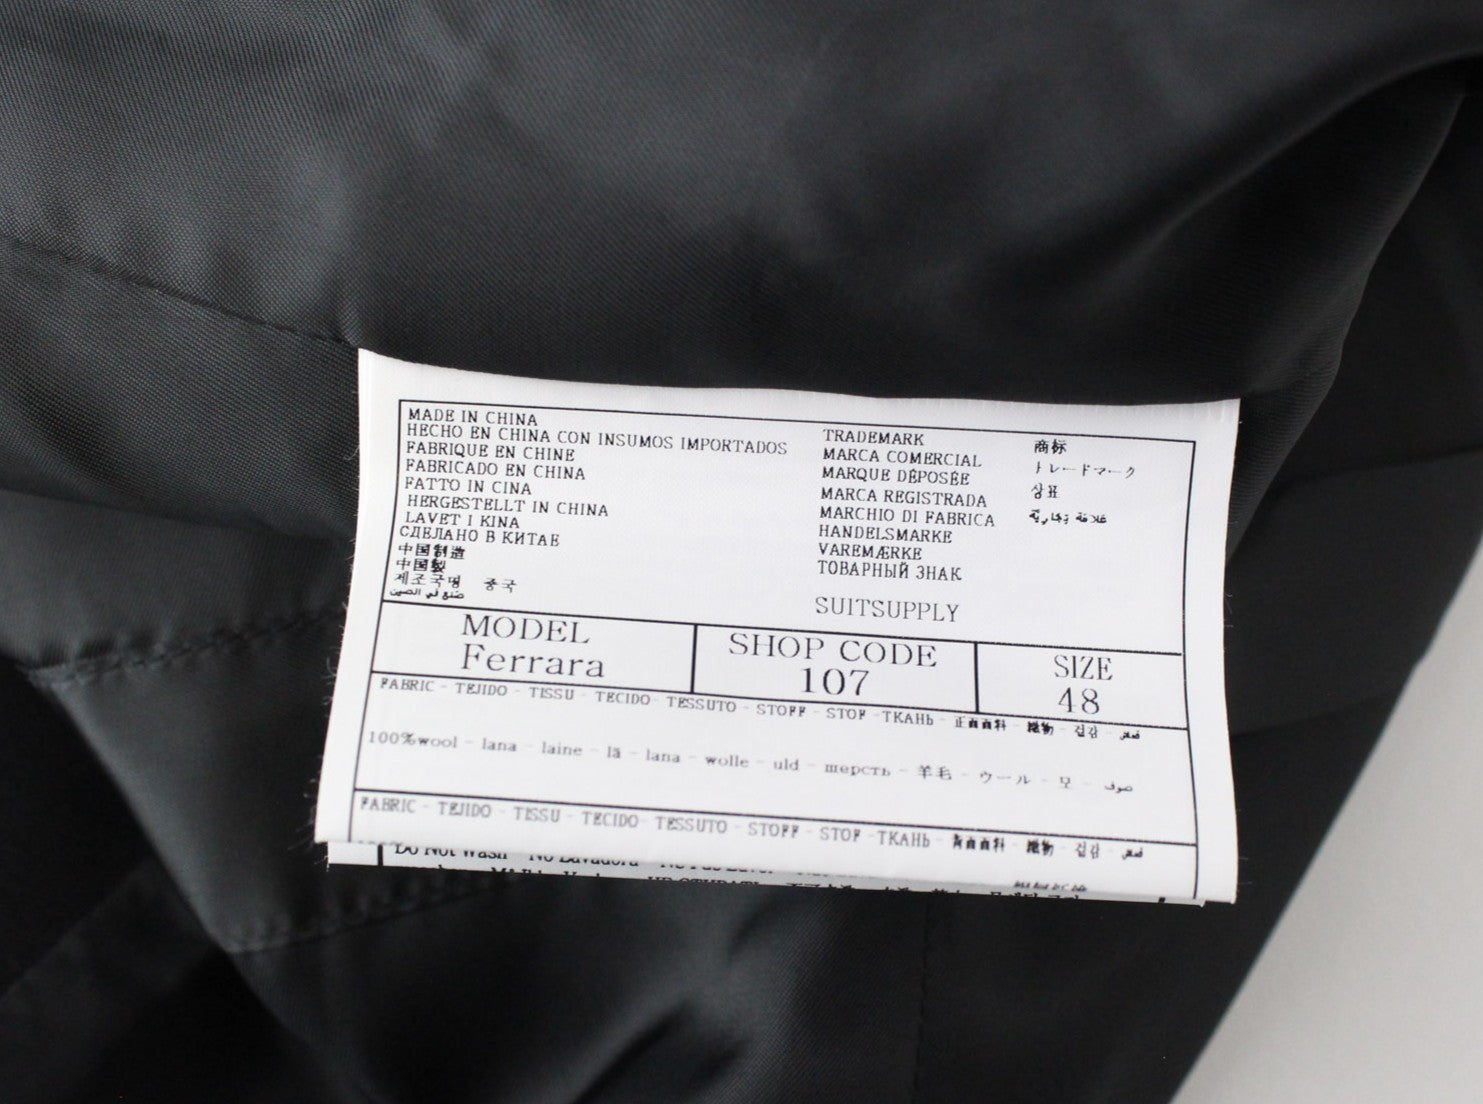 MADE IN CHINA
HECHO EN CHINA CON INSUMOS IMPORTADOS
FABRIQUE EN CHINE
FABRICADO EN CHINA
FATTO IN CINA
HERGESTELLT IN CHINA
LAVET I KINA
СДЕЛАНО В КИТАЕ
中国制造
中国製
제조국명 중국
صنع في الصين
TRADEMARK
MARCA COMERCIAL
MARQUE DÉPOSÉE
MARCA REGISTRADA
MARCHIO DI FABRICA
HANDELSMARKE
VAREMÆRKE
ТОВАРНЫЙ ЗНАК
商标
トレードマーク
상표
علامة تجارية
SUITSUPPLY
MODEL
Ferrara
SHOP CODE
107
SIZE
48
FABRIC - TEJIDO - TISSU - TECIDO - TESSUTO - STOFF - STOF - ТКАНЬ - 正面面料 - 織物 - 겉감 -
100%wool - lana - laine - lã - lana - wolle - uld - шерсть - 羊毛 - ウール - 모 - صوف
FABRIC - TEJIDO - TISSU - TECIDO - TESSUTO - STOFF - STOF - ТКАНЬ - 面面料 - 織物 - 겉감 -
Do Not Wash